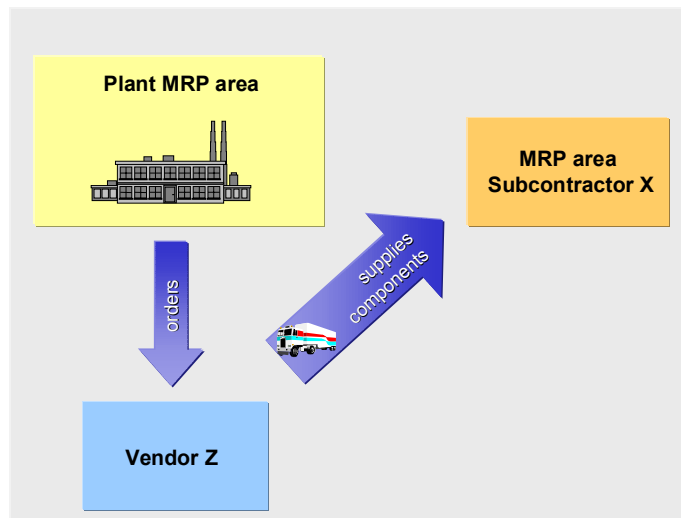 Plant MRP area
MRP area
Subcontractor X
orders
supplies
components
Vendor Z